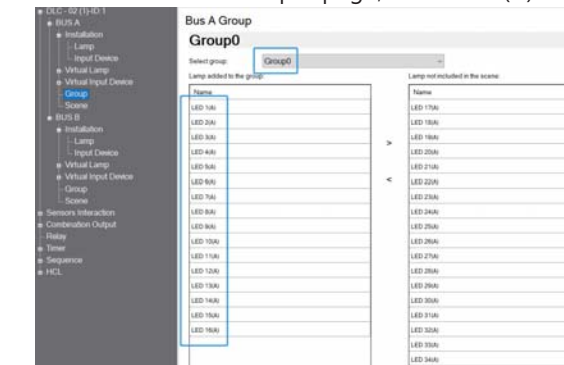 DLC - 02 (1)-ID 1
BUS A
Installation
Lamp
Input Device
Virtual Lamp
Virtual Input Device
Group
Scene
BUS B
Installation
Lamp
Input Device
Virtual Lamp
Virtual Input Device
Group
Scene
Sensors Interaction
Combination Output
Relay
Timer
Sequence
HCL
Bus A Group
Group0
Select group:
Group0
Lamp added to the group:
Name
LED 1(A)
LED 2(A)
LED 3(A)
LED 4(A)
LED 5(A)
LED 6(A)
LED 7(A)
LED 8(A)
LED 9(A)
LED 10(A)
LED 11(A)
LED 12(A)
LED 13(A)
LED 14(A)
LED 15(A)
LED 16(A)
>
<
Lamp not included in the scene:
Name
LED 17(A)
LED 18(A)
LED 19(A)
LED 20(A)
LED 21(A)
LED 22(A)
LED 23(A)
LED 24(A)
LED 25(A)
LED 26(A)
LED 27(A)
LED 28(A)
LED 29(A)
LED 30(A)
LED 31(A)
LED 32(A)
LED 33(A)
LED 34(A)